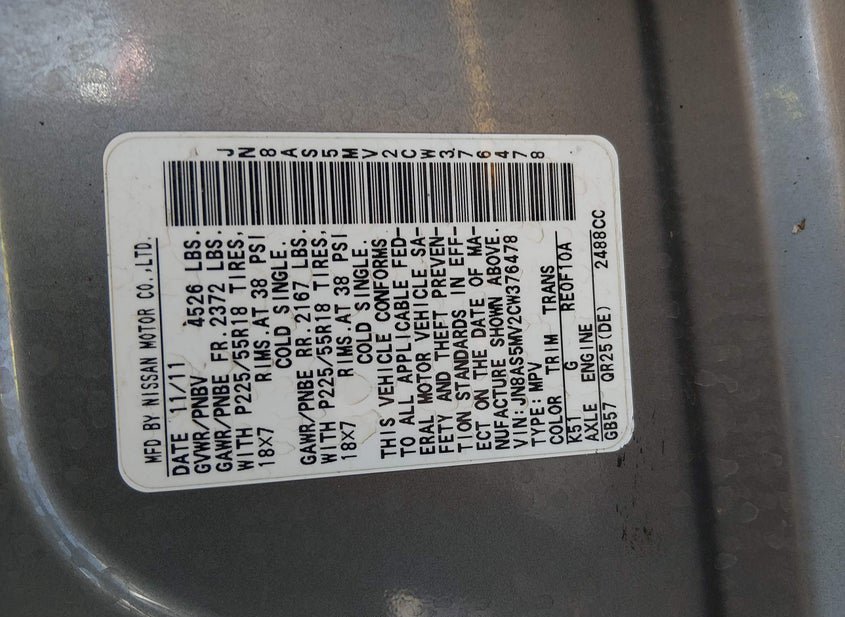 MFD BY NISSAN MOTOR CO.,LTD.
DATE 11/11
GVWR/PNBV 4526 LBS.
GAWR/PNBE FR. 2372 LBS.
WITH P225/55R18 TIRES,
18X7 RIMS.AT 38 PSI
COLD SINGLE.
GAWR/PNBE RR. 2167 LBS.
WITH P225/55R18 TIRES,
18X7 RIMS.AT 38 PSI
COLD SINGLE.
THIS VEHICLE CONFORMS
TO ALL APPLICABLE FED-
ERAL MOTOR VEHICLE SA-
FETY AND THEFT PREVEN-
TION STANDARDS IN EFF-
ECT ON THE DATE OF MA-
NUFACTURE SHOWN ABOVE.
VIN:JN8AS5MV2CW376478
TYPE:MPV
COLOR TRIM TRANS
K51 G RE0F10A
AXLE ENGINE
GB57 QR25(DE) 2488CC
JN8AS5MV2CW376478